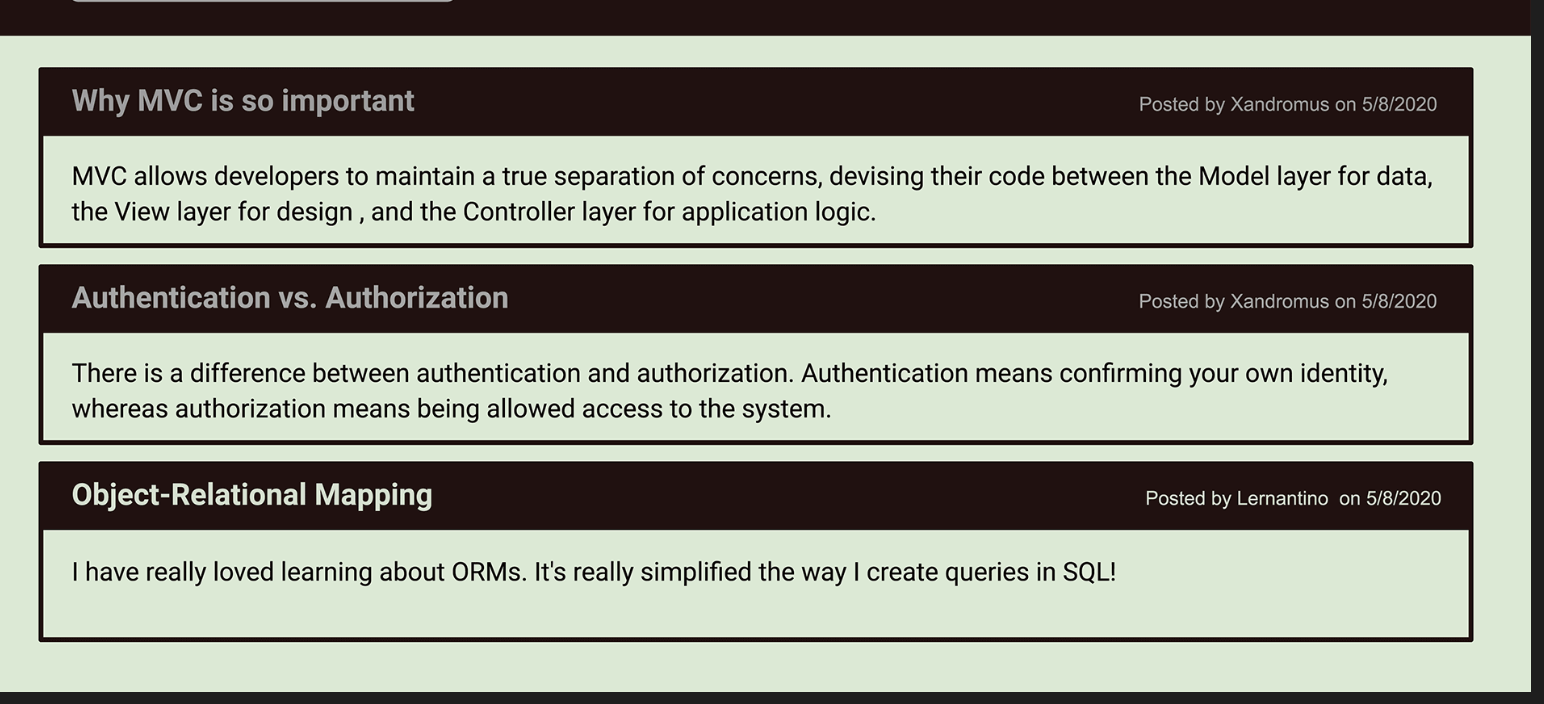 Why MVC is so important
Posted by Xandromus on 5/8/2020
MVC allows developers to maintain a true separation of concerns, devising their code between the Model layer for data,
the View layer for design , and the Controller layer for application logic.
Authentication vs. Authorization
Posted by Xandromus on 5/8/2020
There is a difference between authentication and authorization. Authentication means confirming your own identity,
whereas authorization means being allowed access to the system.
Object-Relational Mapping
Posted by Lernantino  on 5/8/2020
I have really loved learning about ORMs. It's really simplified the way I create queries in SQL!